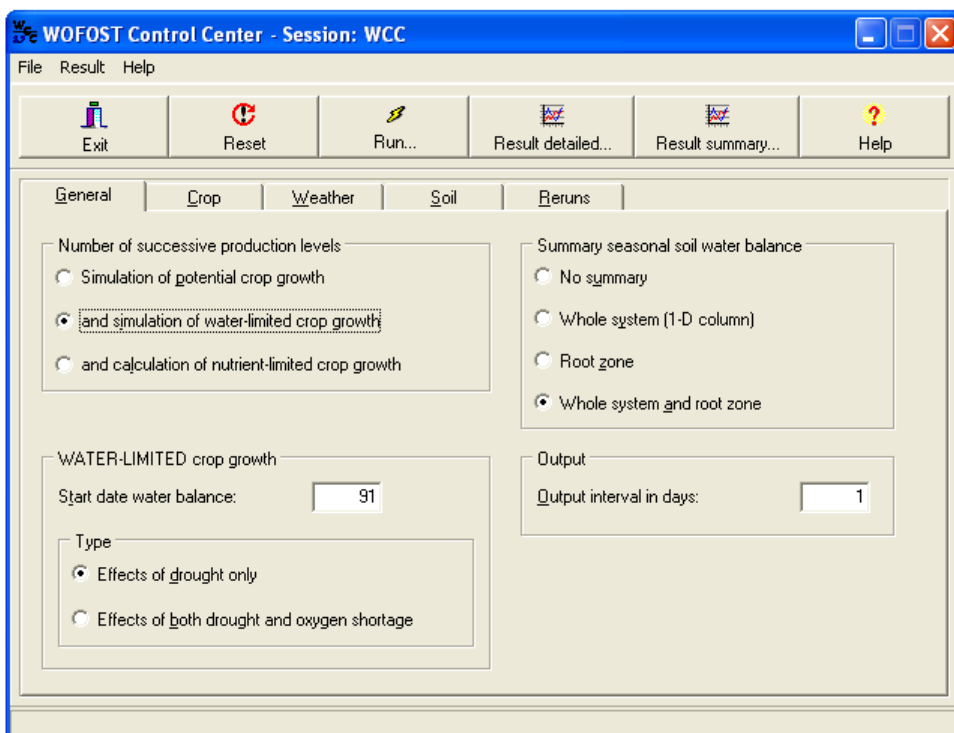 WOFOST Control Center - Session: WCC
File Result Help
Exit Reset Run... Result detailed... Result summary... Help
General Crop Weather Soil Reruns
Number of successive production levels
Simulation of potential crop growth
and simulation of water-limited crop growth
and calculation of nutrient-limited crop growth
Summary seasonal soil water balance
No summary
Whole system (1-D column)
Root zone
Whole system and root zone
WATER-LIMITED crop growth
Start date water balance: 91
Type
Effects of drought only
Effects of both drought and oxygen shortage
Output
Output interval in days: 1